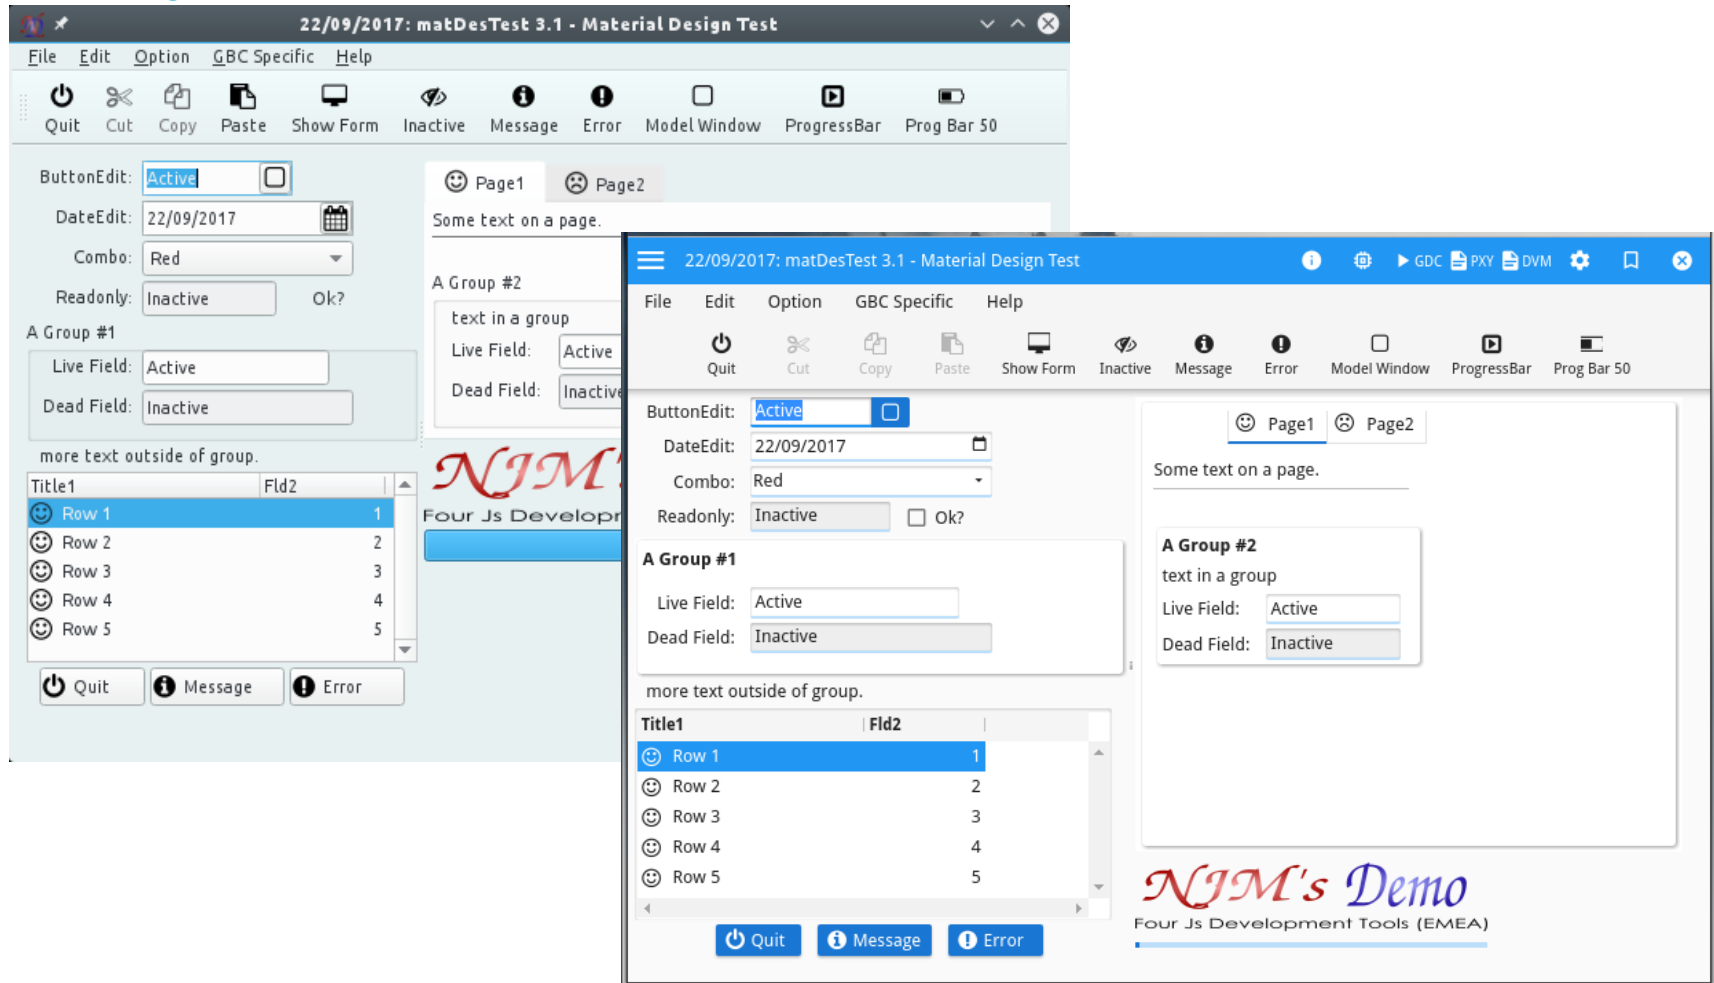 22/09/2017: matDesTest 3.1 - Material Design Test
File Edit Option GBC Specific Help
Quit Cut Copy Paste Show Form Inactive Message Error Model Window ProgressBar Prog Bar 50
ButtonEdit: Active
DateEdit: 22/09/2017
Combo: Red
Readonly: Inactive Ok?
A Group #1
Live Field: Active
Dead Field: Inactive
more text outside of group.
Title1 Fld2
Row 1 1
Row 2 2
Row 3 3
Row 4 4
Row 5 5
Quit Message Error
Page1 Page2
Some text on a page.
A Group #2
text in a group
Live Field: Active
Dead Field: Inactive
NJM's
Four Js Developr
22/09/2017: matDesTest 3.1 - Material Design Test GDC PXY DVM
File Edit Option GBC Specific Help
Quit Cut Copy Paste Show Form Inactive Message Error Model Window ProgressBar Prog Bar 50
ButtonEdit: Active
DateEdit: 22/09/2017
Combo: Red
Readonly: Inactive Ok?
A Group #1
Live Field: Active
Dead Field: Inactive
more text outside of group.
Title1 Fld2
Row 1 1
Row 2 2
Row 3 3
Row 4 4
Row 5 5
Quit Message Error
Page1 Page2
Some text on a page.
A Group #2
text in a group
Live Field: Active
Dead Field: Inactive
NJM's Demo
Four Js Development Tools (EMEA)